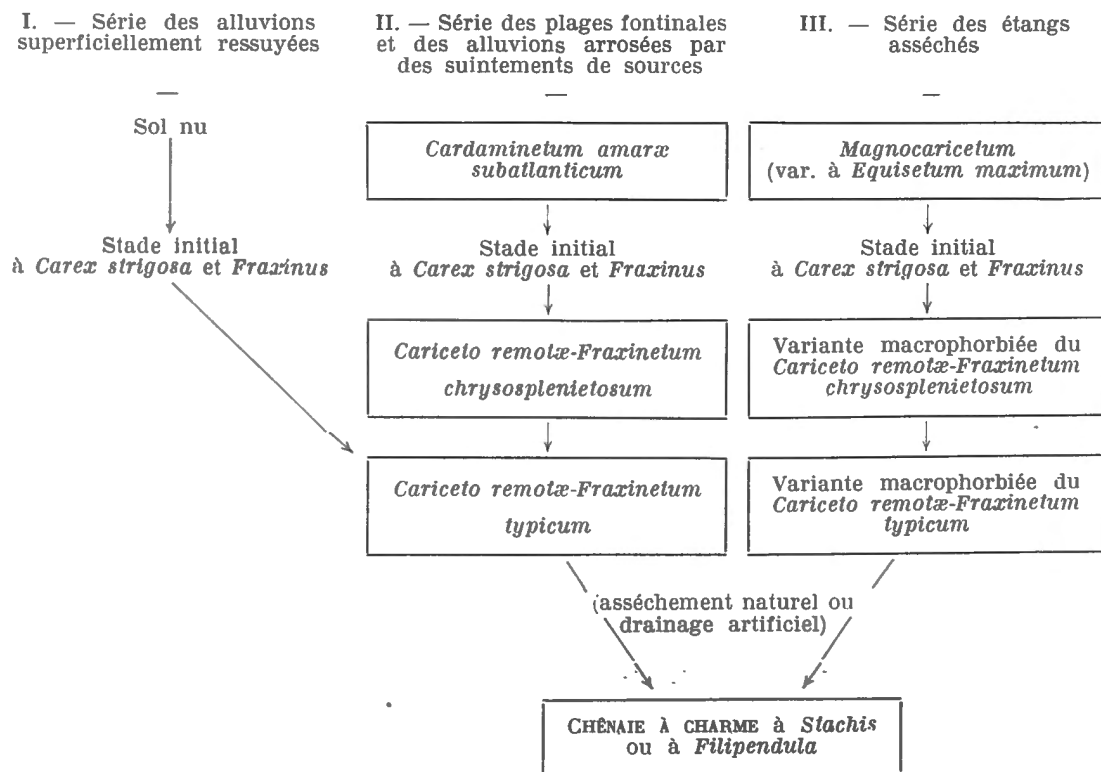 I. — Série des alluvions
superficiellement ressuyées
—
Sol nu
Stade initial
à Carex strigosa et Fraxinus
II. — Série des plages fontinales
et des alluvions arrosées par
des suintements de sources
—
Cardaminetum amaræ
subatlanticum
Stade initial
à Carex strigosa et Fraxinus
Cariceto remotæ-Fraxinetum
chrysosplenietosum
Cariceto remotæ-Fraxinetum
typicum
III. — Série des étangs
asséchés
—
Magnocaricetum
(var. à Equisetum maximum)
Stade initial
à Carex strigosa et Fraxinus
Variante macrophorbiée du
Cariceto remotæ-Fraxinetum
chrysosplenietosum
Variante macrophorbiée du
Cariceto remotæ-Fraxinetum
typicum
(asséchement naturel ou
drainage artificiel)
CHÊNAIE À CHARME à Stachis
ou à Filipendula